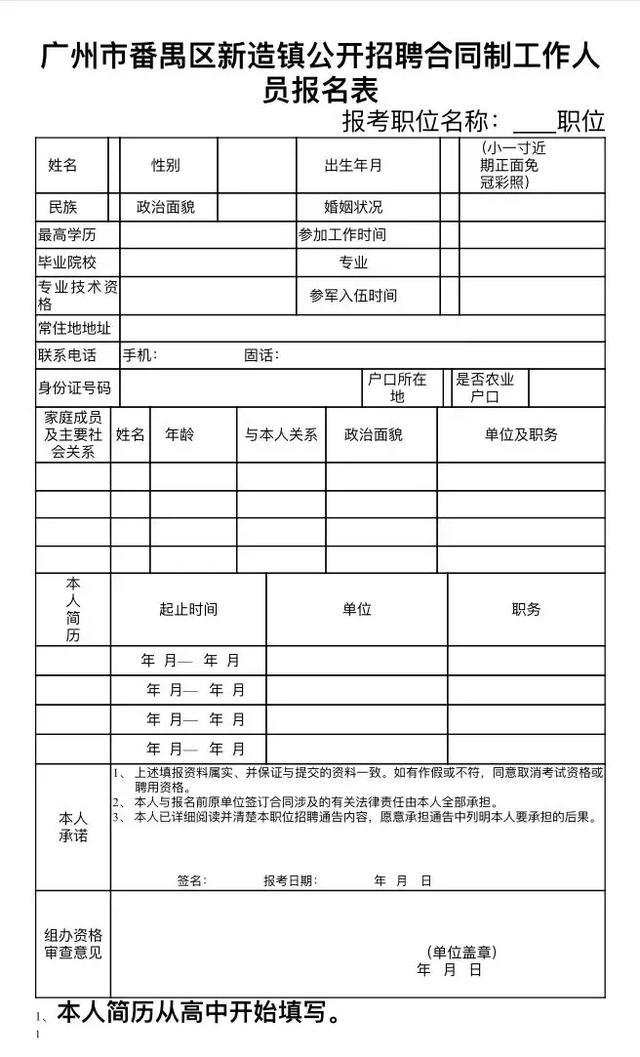 广州市番禺区新造镇公开招聘合同制工作人
员报名表
报考职位名称：___职位
姓名 性别 出生年月 (小一寸近
期正面免
冠彩照)
民族 政治面貌 婚姻状况
最高学历 参加工作时间
毕业院校 专业
专业技术资
格 参军入伍时间
常住地地址
联系电话 手机： 固话：
身份证号码 户口所在
地 是否农业
户口
家庭成员
及主要社
会关系 姓名 年龄 与本人关系 政治面貌 单位及职务
本
人
简
历 起止时间 单位 职务
年 月— 年 月
年 月— 年 月
年 月— 年 月
年 月— 年 月
本人
承诺
1、 上述填报资料属实、并保证与提交的资料一致。如有作假或不符，同意取消考试资格或
聘用资格。
2、 本人与报名前原单位签订合同涉及的有关法律责任由本人全部承担。
3、 本人已详细阅读并清楚本职位招聘通告内容，愿意承担通告中列明本人要承担的后果。
签名： 报考日期： 年 月 日
组办资格
审查意见
(单位盖章)
年 月 日
1、本人简历从高中开始填写。
1